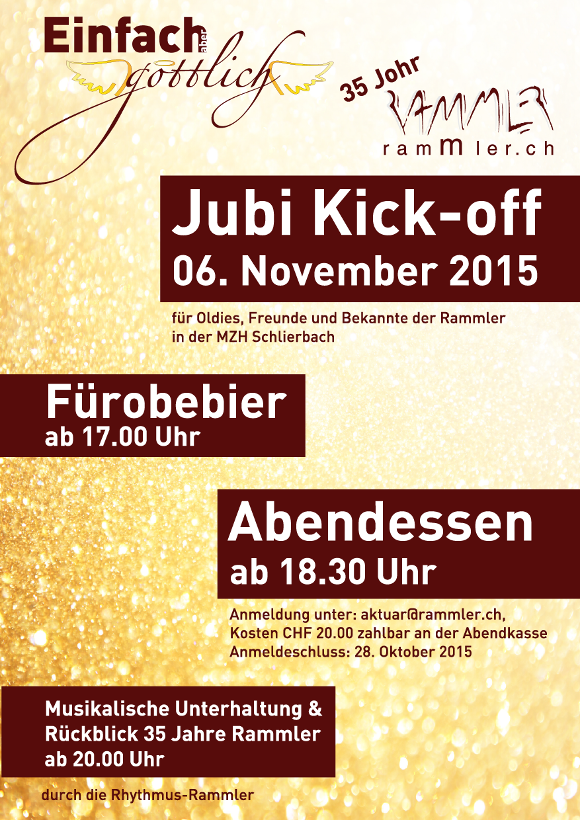 Einfach aber
göttlich
35 Johr
RAMMLER
rammler.ch
Jubi Kick-off
06. November 2015
für Oldies, Freunde und Bekannte der Rammler
in der MZH Schlierbach
Fürobebier
ab 17.00 Uhr
Abendessen
ab 18.30 Uhr
Anmeldung unter: aktuar@rammler.ch,
Kosten CHF 20.00 zahlbar an der Abendkasse
Anmeldeschluss: 28. Oktober 2015
Musikalische Unterhaltung &
Rückblick 35 Jahre Rammler
ab 20.00 Uhr
durch die Rhythmus-Rammler